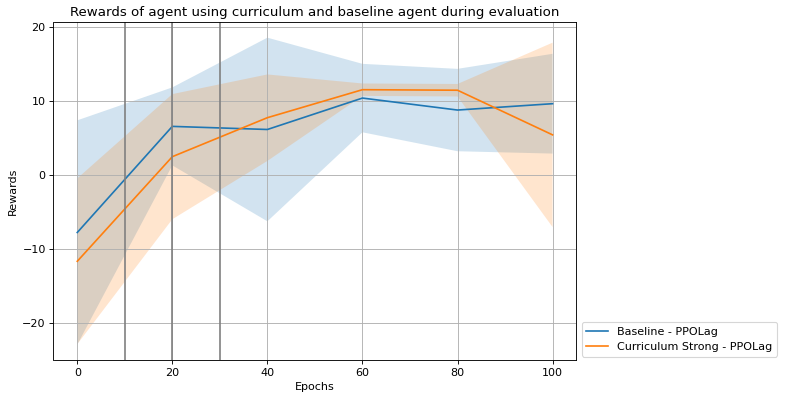 Rewards of agent using curriculum and baseline agent during evaluation
20
10
0
−10
−20
Rewards
0 20 40 60 80 100
Epochs
Baseline - PPOLag
Curriculum Strong - PPOLag